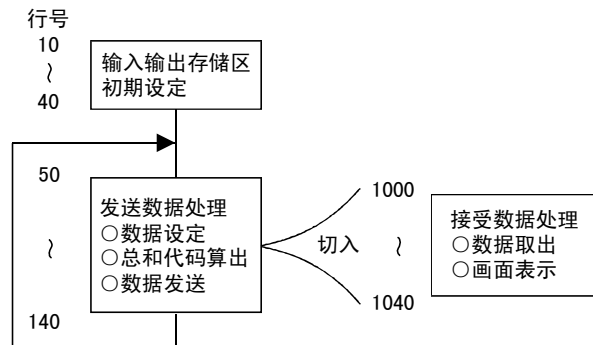 行号
10
～
40
输入输出存储区
初期设定
50
～
140
发送数据处理
○数据设定
○总和代码算出
○数据发送
切入
1000
～
1040
接受数据处理
○数据取出
○画面表示